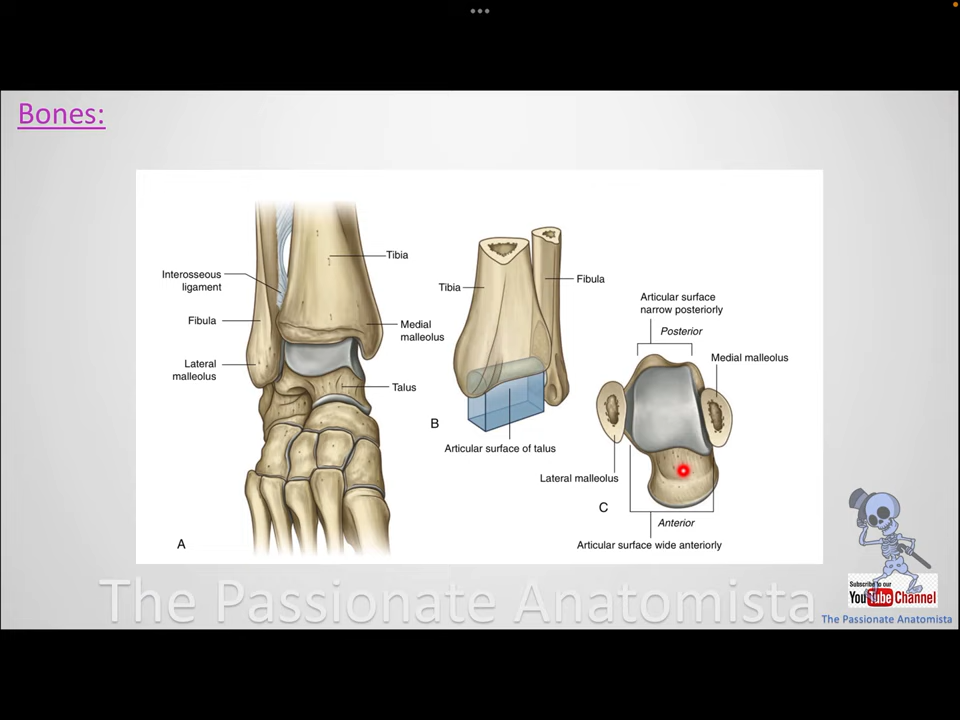 Bones:
Interosseous
ligament
Fibula
Lateral
malleolus
Tibia
Medial
malleolus
Talus
A
Tibia
Fibula
B
Articular surface of talus
Articular surface
narrow posteriorly
Posterior
Medial malleolus
Lateral malleolus
C
Anterior
Articular surface wide anteriorly
The Passionate Anatomista
Subscribe to our
YouTube Channel
The Passionate Anatomista